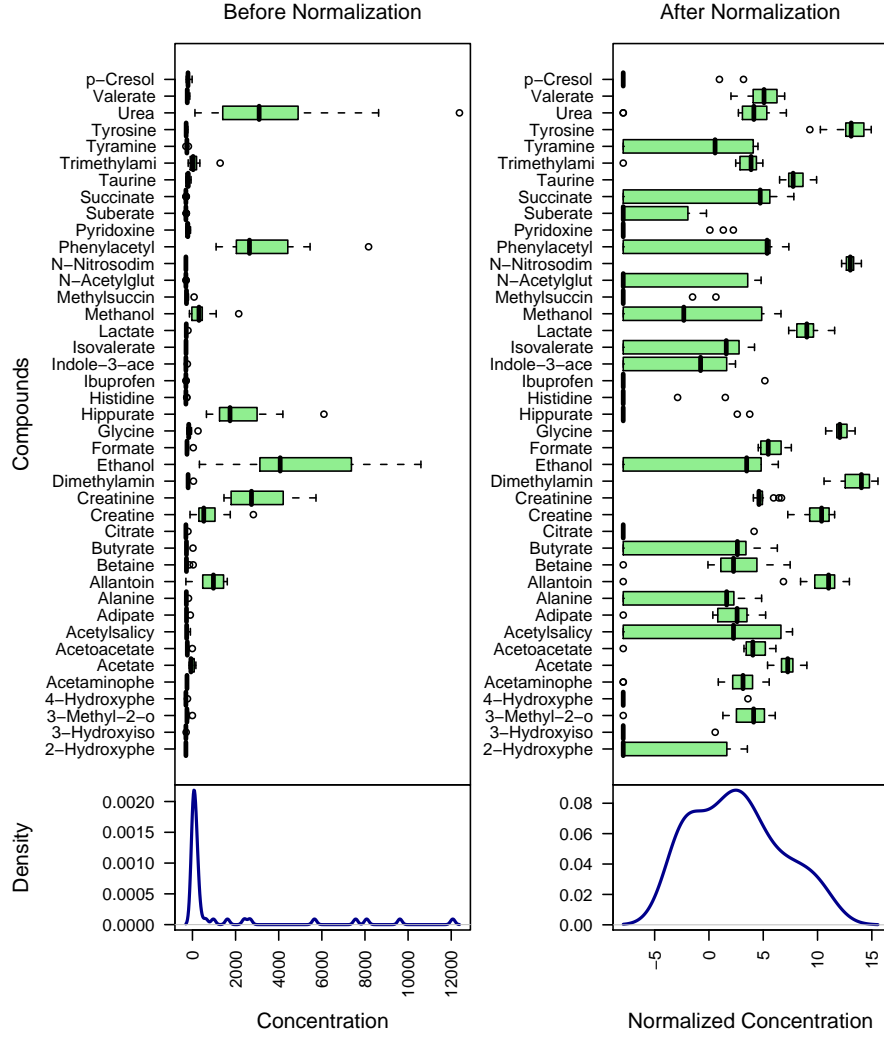 Before Normalization
After Normalization
p−Cresol
Valerate
Urea
Tyrosine
Tyramine
Trimethylami
Taurine
Succinate
Suberate
Pyridoxine
Phenylacetyl
N−Nitrosodim
N−Acetylglut
Methylsuccin
Methanol
Lactate
Isovalerate
Indole−3−ace
Ibuprofen
Histidine
Hippurate
Glycine
Formate
Ethanol
Dimethylamin
Creatinine
Creatine
Citrate
Butyrate
Betaine
Allantoin
Alanine
Adipate
Acetylsalicy
Acetoacetate
Acetate
Acetaminophe
4−Hydroxyphe
3−Methyl−2−o
3−Hydroxyiso
2−Hydroxyphe
Compounds
0.0020
0.0015
0.0010
0.0005
0.0000
Density
0
2000
4000
6000
8000
10000
12000
Concentration
p−Cresol
Valerate
Urea
Tyrosine
Tyramine
Trimethylami
Taurine
Succinate
Suberate
Pyridoxine
Phenylacetyl
N−Nitrosodim
N−Acetylglut
Methylsuccin
Methanol
Lactate
Isovalerate
Indole−3−ace
Ibuprofen
Histidine
Hippurate
Glycine
Formate
Ethanol
Dimethylamin
Creatinine
Creatine
Citrate
Butyrate
Betaine
Allantoin
Alanine
Adipate
Acetylsalicy
Acetoacetate
Acetate
Acetaminophe
4−Hydroxyphe
3−Methyl−2−o
3−Hydroxyiso
2−Hydroxyphe
0.08
0.06
0.04
0.02
0.00
−5
0
5
10
15
Normalized Concentration